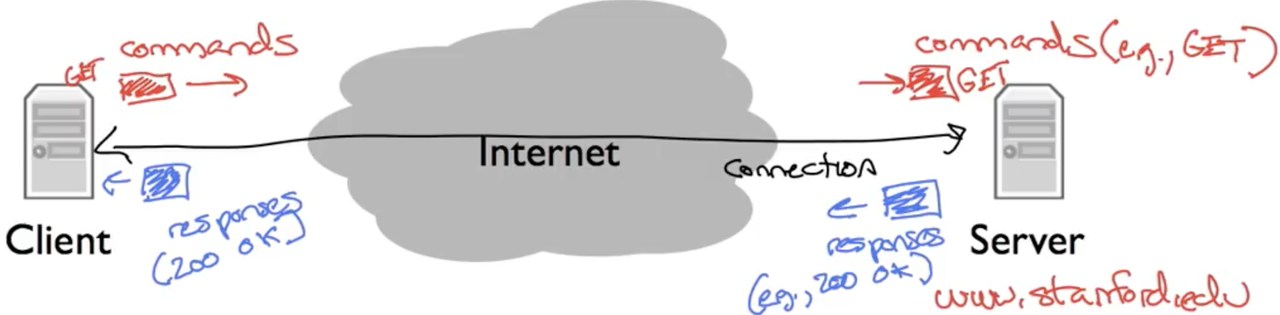 commands
GET
commands (e.g., GET)
GET
Internet
connection
responses
(200 OK)
Client
responses
(e.g., 200 OK)
Server
www.stanford.edu